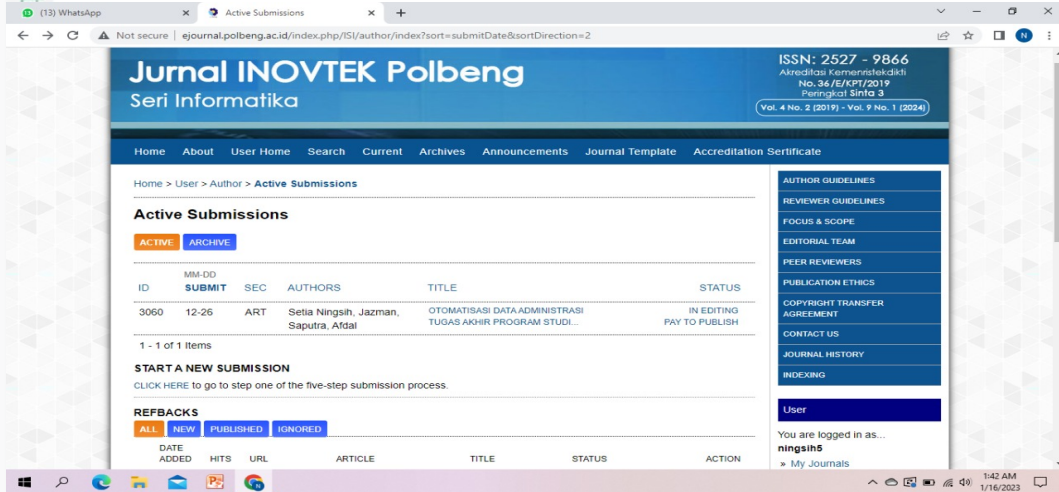 (13) WhatsApp
Active Submissions
Not secure | ejournal.polbeng.ac.id/index.php/ISI/author/index?sort=submitDate&sortDirection=2
N
Jurnal INOVTEK Polbeng
Seri Informatika
ISSN: 2527 - 9866
Akreditasi Kemenristekdikti
No. 36/E/KPT/2019
Peringkat Sinta 3
Vol. 4 No. 2 (2019) - Vol. 9 No. 1 (2024)
Home About User Home Search Current Archives Announcements Journal Template Accreditation Sertificate
Home > User > Author > Active Submissions
Active Submissions
ACTIVE ARCHIVE
MM-DD
ID SUBMIT SEC AUTHORS TITLE STATUS
3060 12-26 ART Setia Ningsih, Jazman, OTOMATISASI DATA ADMINISTRASI IN EDITING
Saputra, Afdal TUGAS AKHIR PROGRAM STUDI... PAY TO PUBLISH
1 - 1 of 1 Items
START A NEW SUBMISSION
CLICK HERE to go to step one of the five-step submission process.
REFBACKS
ALL NEW PUBLISHED IGNORED
DATE
ADDED HITS URL ARTICLE TITLE STATUS ACTION
AUTHOR GUIDELINES
REVIEWER GUIDELINES
FOCUS & SCOPE
EDITORIAL TEAM
PEER REVIEWERS
PUBLICATION ETHICS
COPYRIGHT TRANSFER
AGREEMENT
CONTACT US
JOURNAL HISTORY
INDEXING
User
You are logged in as...
ningsih5
» My Journals
1:42 AM
1/16/2023